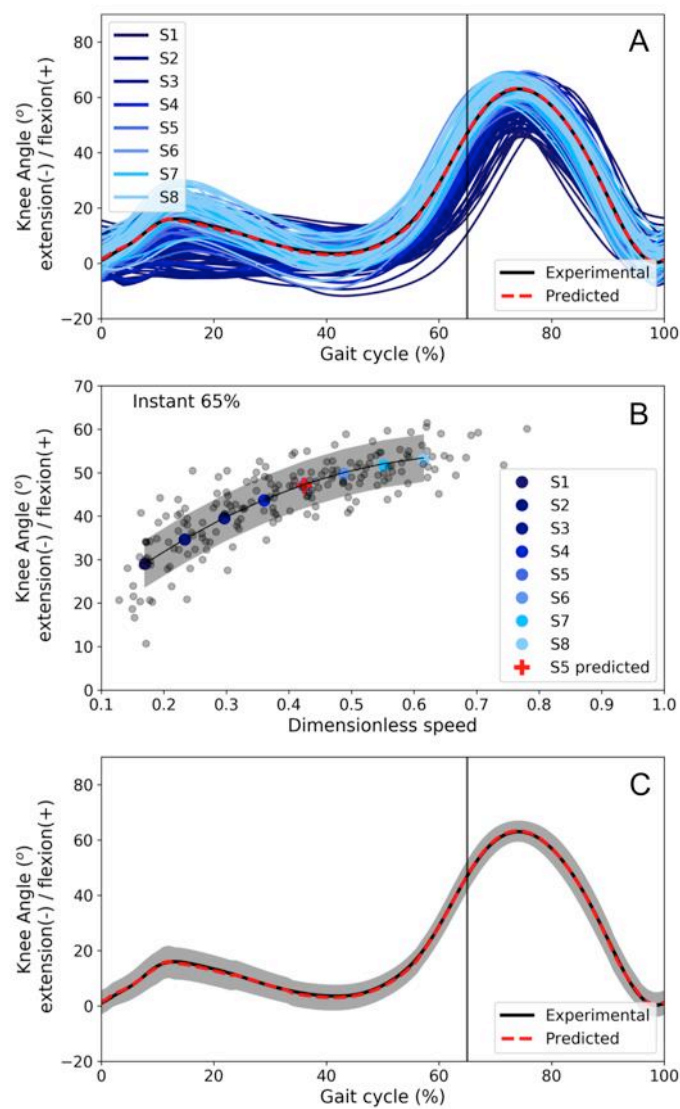 A
S1
S2
S3
S4
S5
S6
S7
S8
Experimental
Predicted
80
60
40
20
0
−20
0
20
40
60
80
100
Knee Angle (°)
extension(-) / flexion(+)
Gait cycle (%)
B
Instant 65%
S1
S2
S3
S4
S5
S6
S7
S8
S5 predicted
70
60
50
40
30
20
10
0
0.1
0.2
0.3
0.4
0.5
0.6
0.7
0.8
0.9
1.0
Knee Angle (°)
extension(-) / flexion(+)
Dimensionless speed
C
Experimental
Predicted
80
60
40
20
0
−20
0
20
40
60
80
100
Knee Angle (°)
extension(-) / flexion(+)
Gait cycle (%)